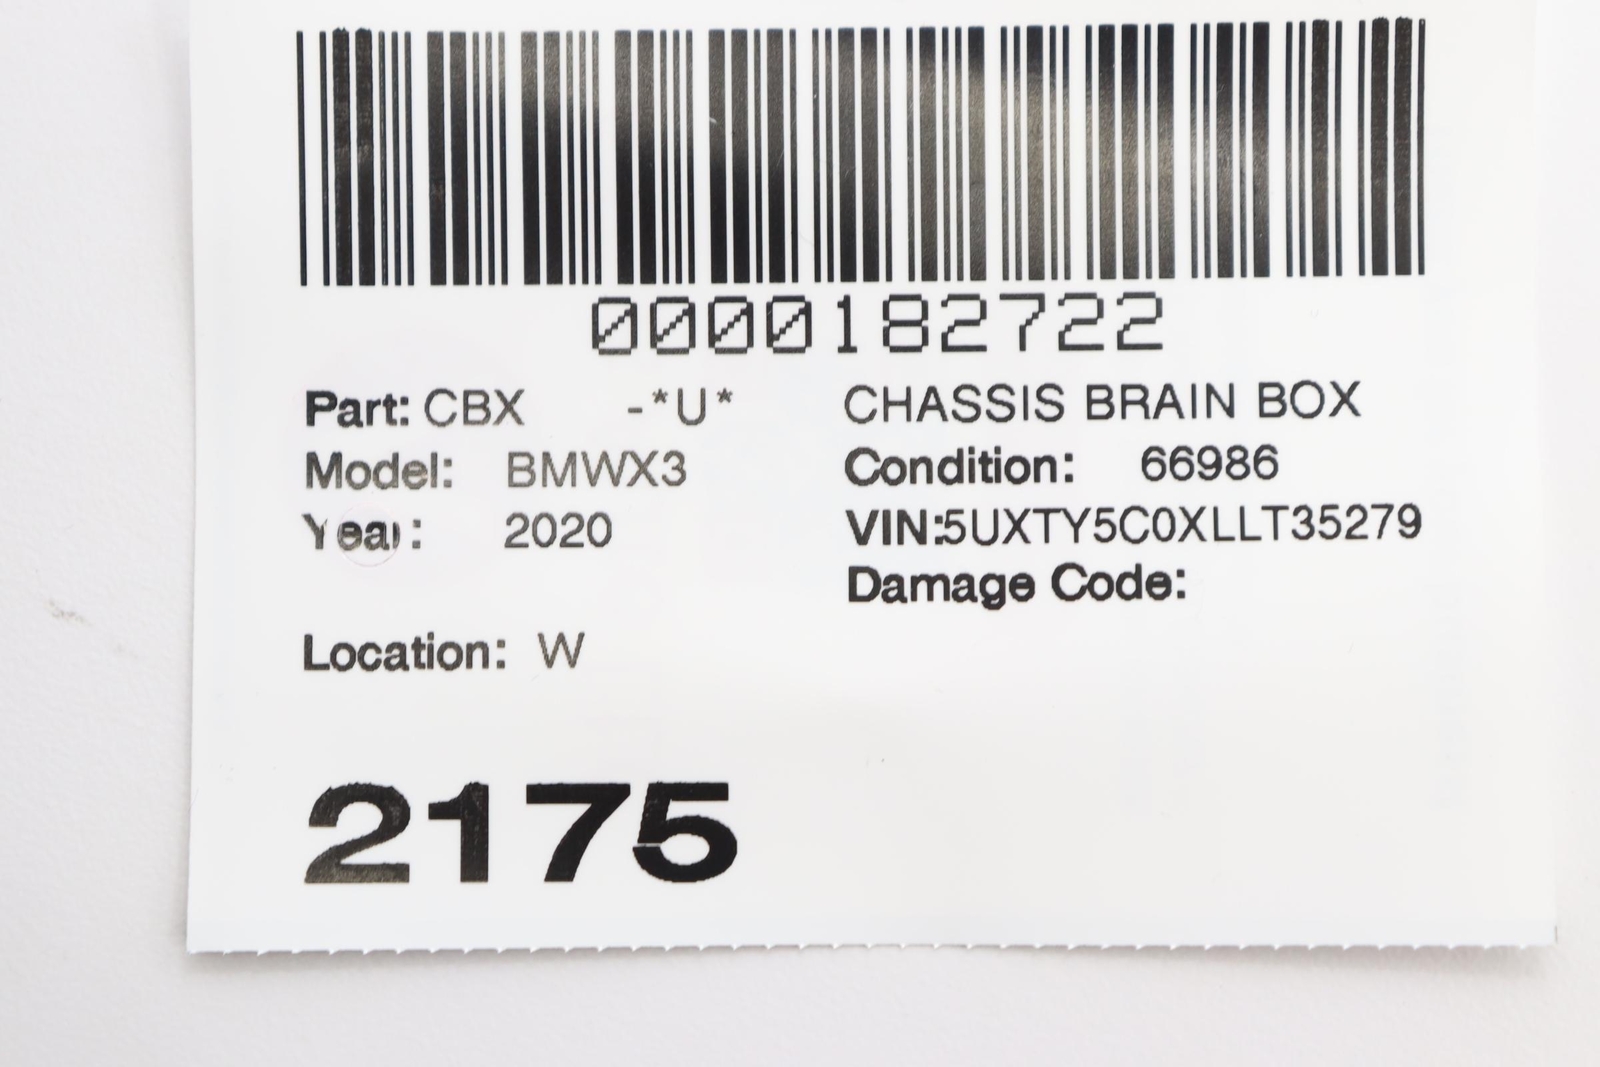 0000182722
Part: CBX -*U* CHASSIS BRAIN BOX
Model: BMWX3 Condition: 66986
Year: 2020 VIN:5UXTY5C0XLLT35279
Damage Code:
Location: W
2175